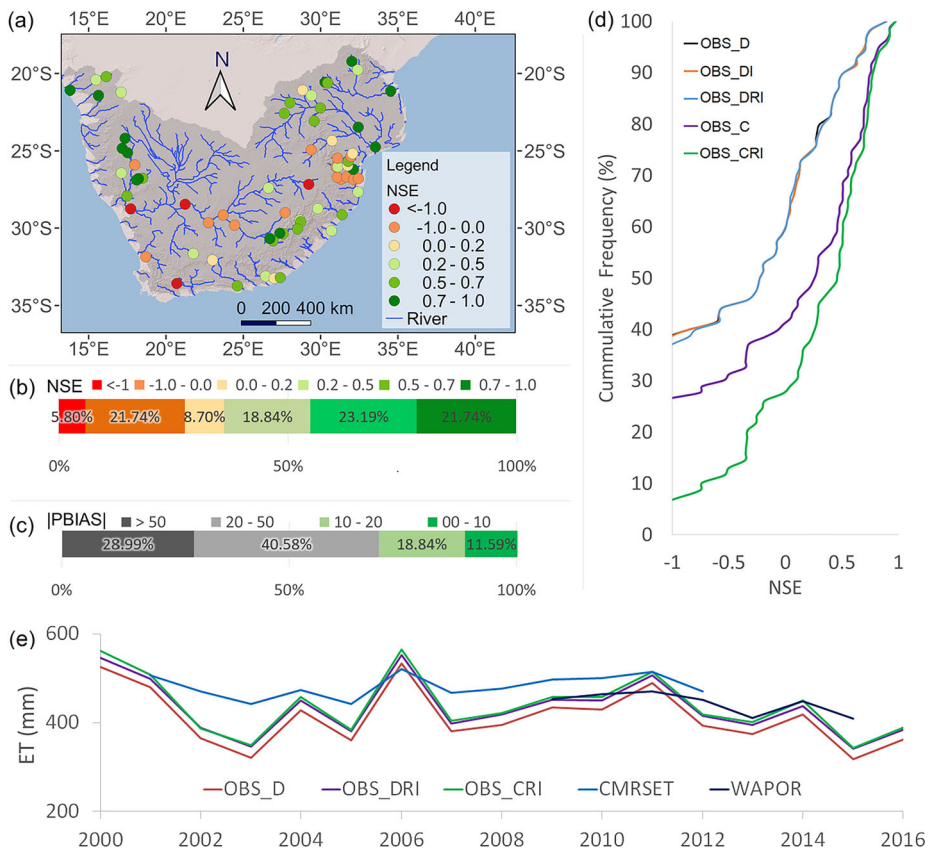 (a)
15°E 20°E 25°E 30°E 35°E 40°E
N
20°S 20°S
25°S 25°S
30°S 30°S
35°S 35°S
Legend
NSE
<-1.0
-1.0 - 0.0
0.0 - 0.2
0.2 - 0.5
0.5 - 0.7
0.7 - 1.0
River
0 200 400 km
15°E 20°E 25°E 30°E 35°E 40°E
(b) NSE <-1 -1.0 - 0.0 0.0 - 0.2 0.2 - 0.5 0.5 - 0.7 0.7 - 1.0
5.80% 21.74% 8.70% 18.84% 23.19% 21.74%
0% 50% . 100%
(c) |PBIAS| > 50 20 - 50 10 - 20 00 - 10
28.99% 40.58% 18.84% 11.59%
0% 50% 100%
(d)
OBS_D
OBS_DI
OBS_DRI
OBS_C
OBS_CRI
Cummulative Frequency (%)
100
90
80
70
60
50
40
30
20
10
0
-1 -0.5 0 0.5 1
NSE
(e)
ET (mm)
600
400
200
OBS_D OBS_DRI OBS_CRI CMRSET WAPOR
2000 2002 2004 2006 2008 2010 2012 2014 2016